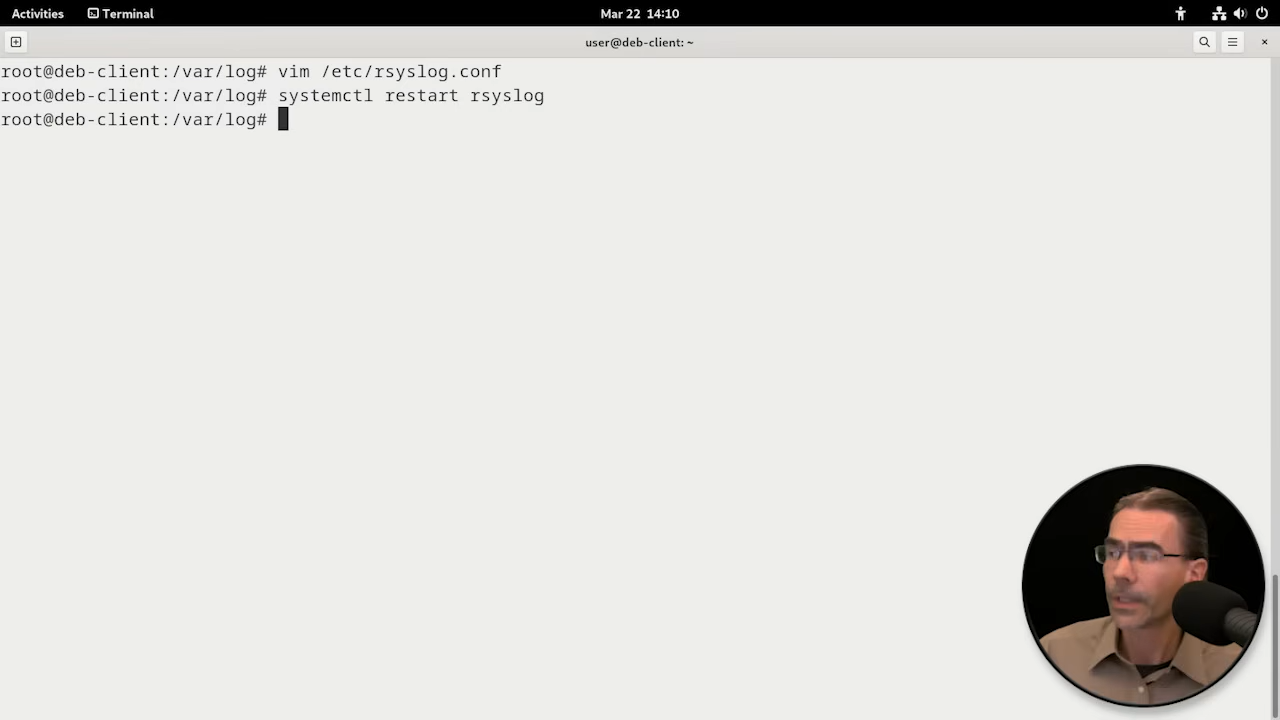 Activities Terminal Mar 22 14:10
user@deb-client: ~
root@deb-client:/var/log# vim /etc/rsyslog.conf
root@deb-client:/var/log# systemctl restart rsyslog
root@deb-client:/var/log#